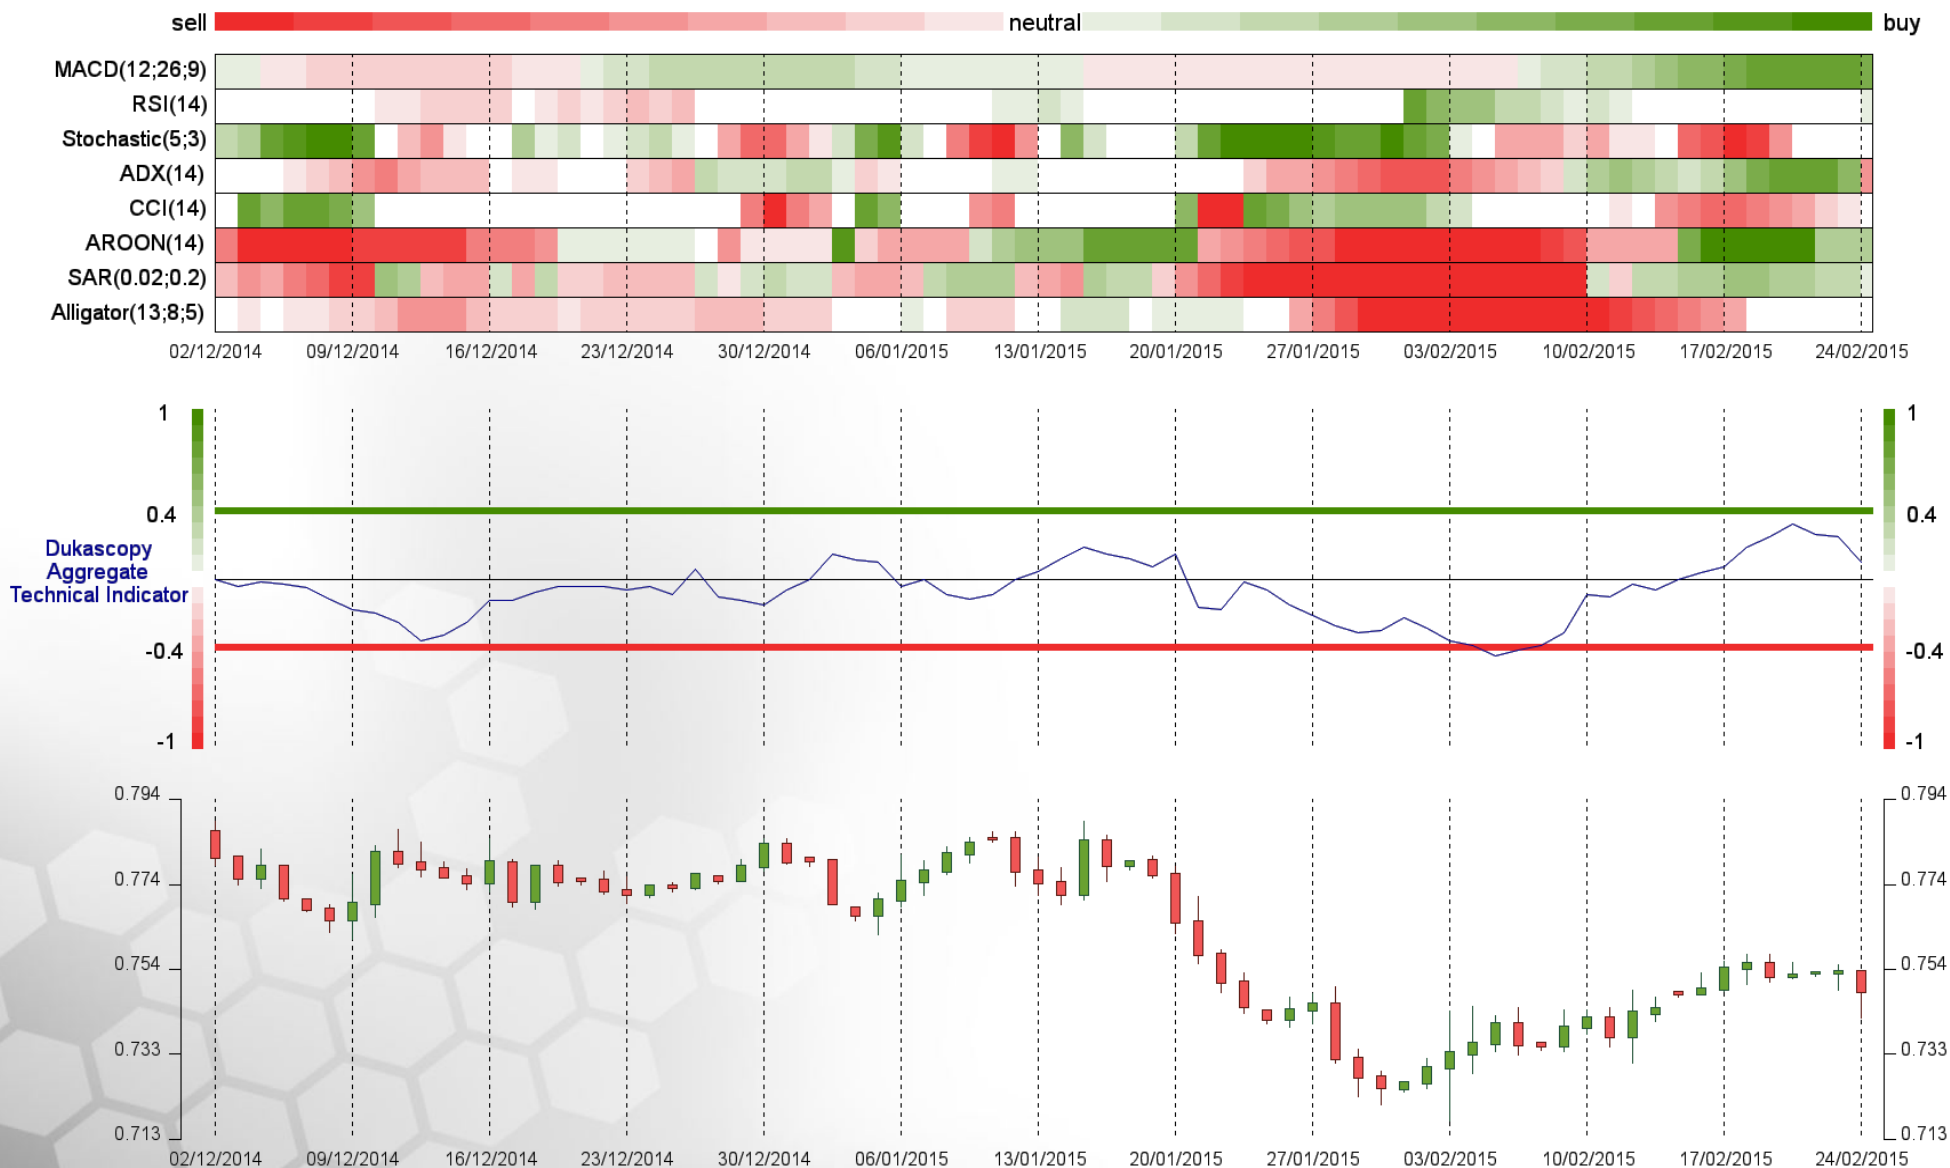 sell neutral buy
MACD(12;26;9)
RSI(14)
Stochastic(5;3)
ADX(14)
CCI(14)
AROON(14)
SAR(0.02;0.2)
Alligator(13;8;5)
02/12/2014 09/12/2014 16/12/2014 23/12/2014 30/12/2014 06/01/2015 13/01/2015 20/01/2015 27/01/2015 03/02/2015 10/02/2015 17/02/2015 24/02/2015
1 1
0.4 0.4
Dukascopy
Aggregate
Technical Indicator
-0.4 -0.4
-1 -1
0.794 0.794
0.774 0.774
0.754 0.754
0.733 0.733
0.713 0.713
02/12/2014 09/12/2014 16/12/2014 23/12/2014 30/12/2014 06/01/2015 13/01/2015 20/01/2015 27/01/2015 03/02/2015 10/02/2015 17/02/2015 24/02/2015